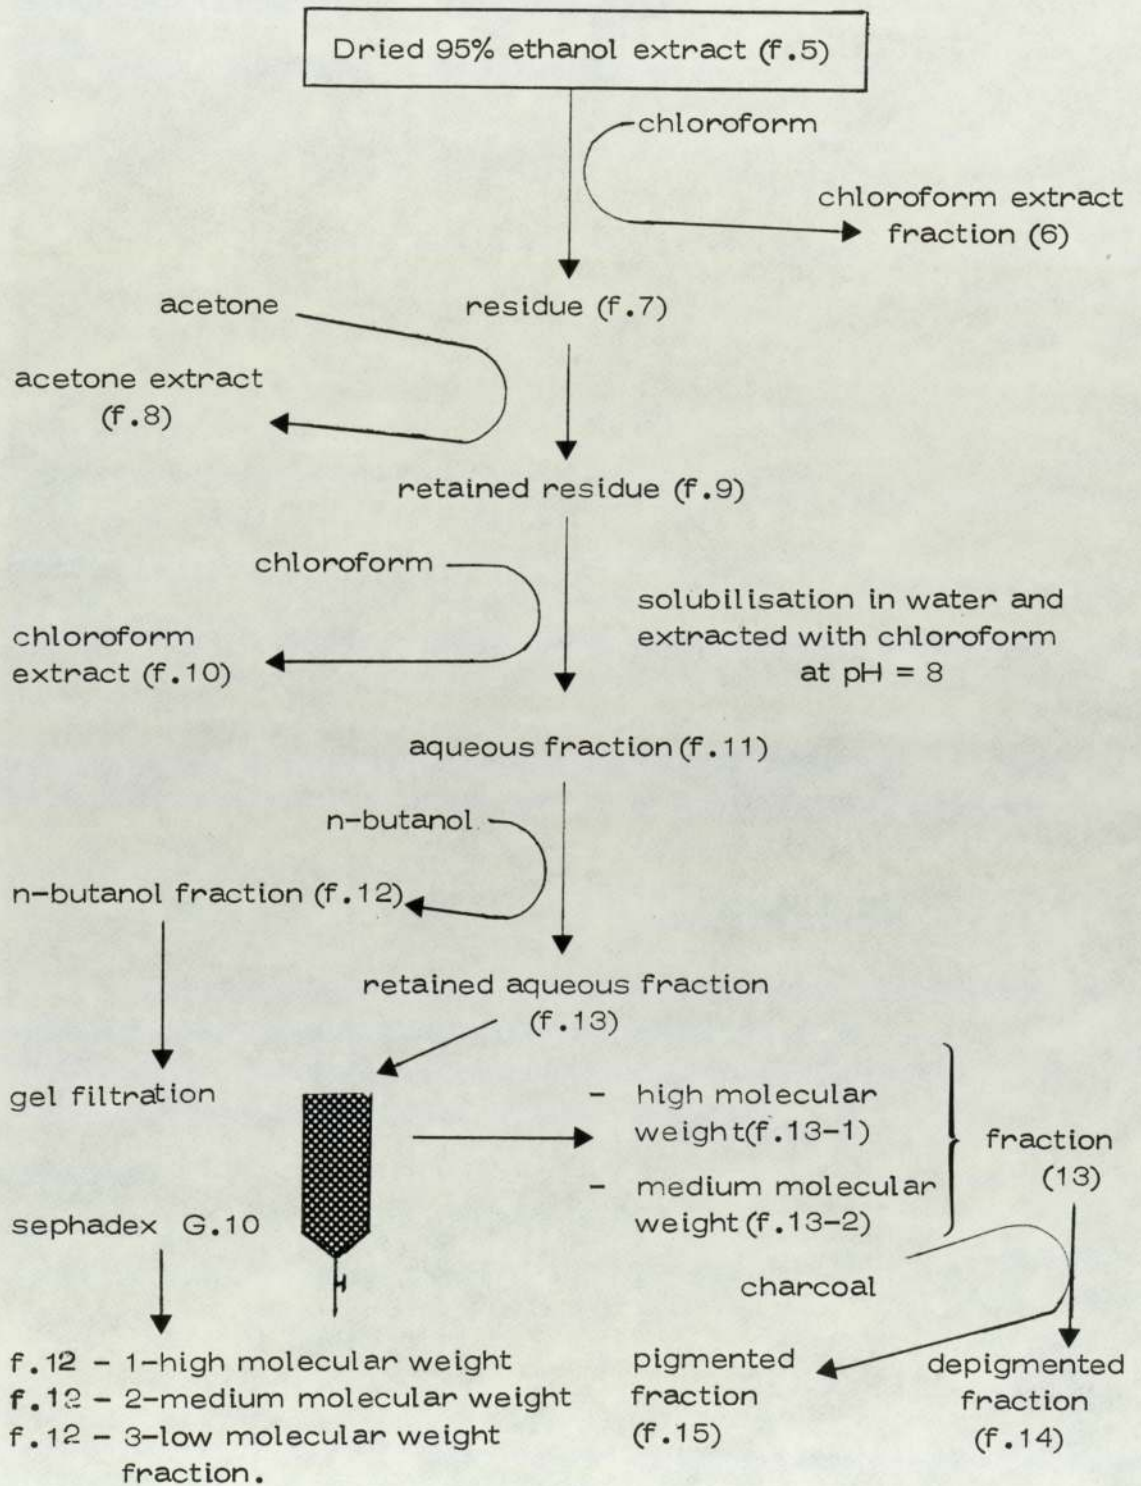 Dried 95% ethanol extract (f.5)
chloroform
chloroform extract
fraction (6)
acetone
residue (f.7)
acetone extract
(f.8)
retained residue (f.9)
chloroform
solubilisation in water and
extracted with chloroform
at pH = 8
chloroform
extract (f.10)
aqueous fraction (f.11)
n-butanol
n-butanol fraction (f.12)
retained aqueous fraction
(f.13)
gel filtration
- high molecular
weight(f.13-1)
- medium molecular
weight(f.13-2)
fraction
(13)
sephadex G.10
charcoal
f.12 - 1-high molecular weight
f.12 - 2-medium molecular weight
f.12 - 3-low molecular weight
fraction.
pigmented
fraction
(f.15)
depigmented
fraction
(f.14)